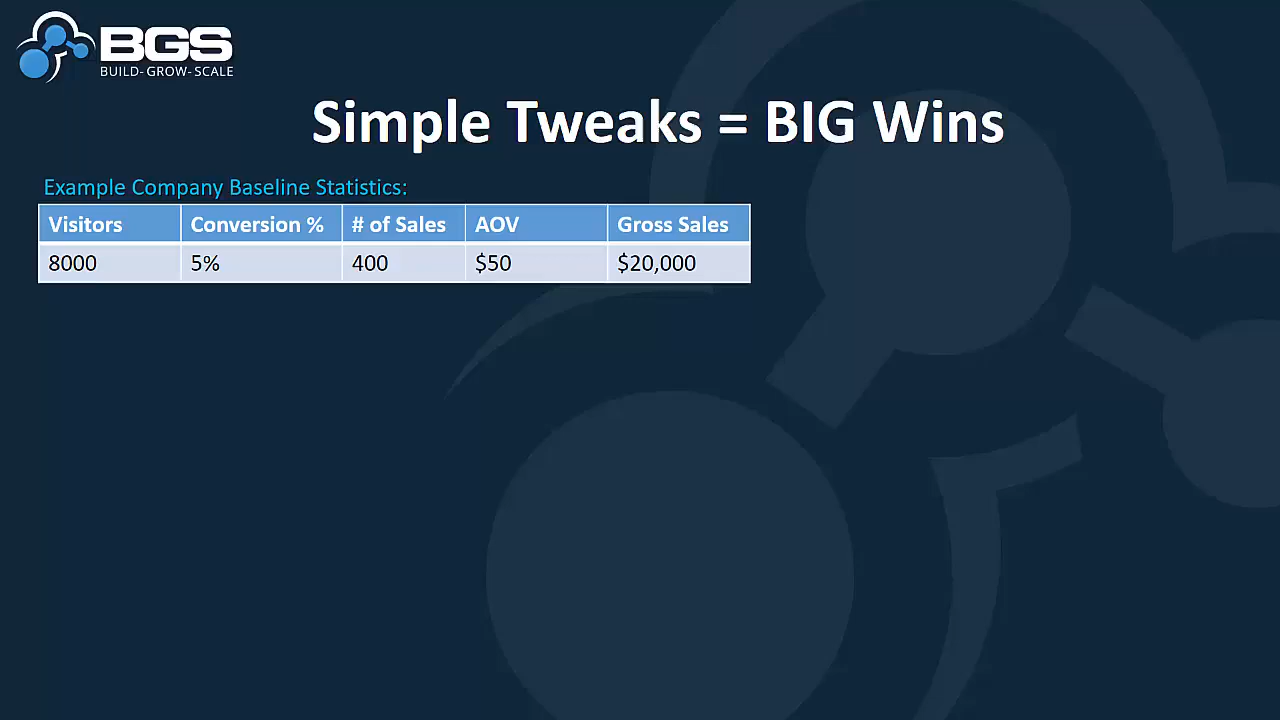 BGS
BUILD-GROW-SCALE
Simple Tweaks = BIG Wins
Example Company Baseline Statistics:
Visitors Conversion % # of Sales AOV Gross Sales
8000 5% 400 $50 $20,000